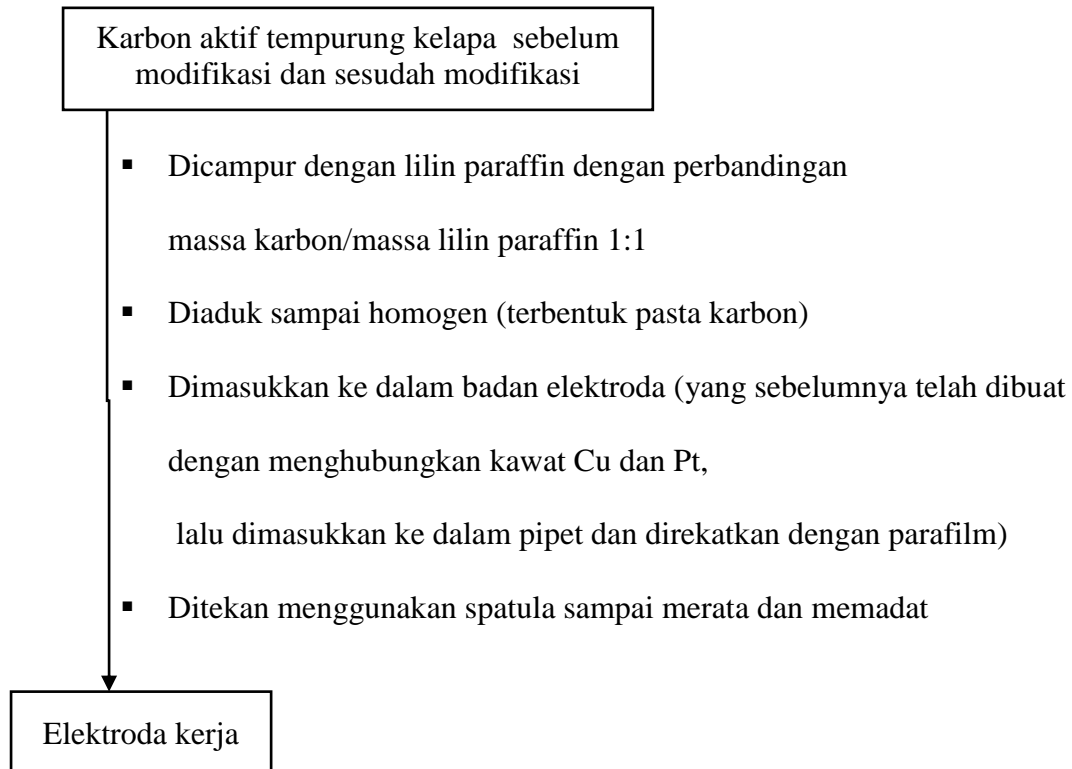 Karbon aktif tempurung kelapa  sebelum
modifikasi dan sesudah modifikasi
▪ Dicampur dengan lilin paraffin dengan perbandingan
massa karbon/massa lilin paraffin 1:1
▪ Diaduk sampai homogen (terbentuk pasta karbon)
▪ Dimasukkan ke dalam badan elektroda (yang sebelumnya telah dibuat
dengan menghubungkan kawat Cu dan Pt,
lalu dimasukkan ke dalam pipet dan direkatkan dengan parafilm)
▪ Ditekan menggunakan spatula sampai merata dan memadat
Elektroda kerja